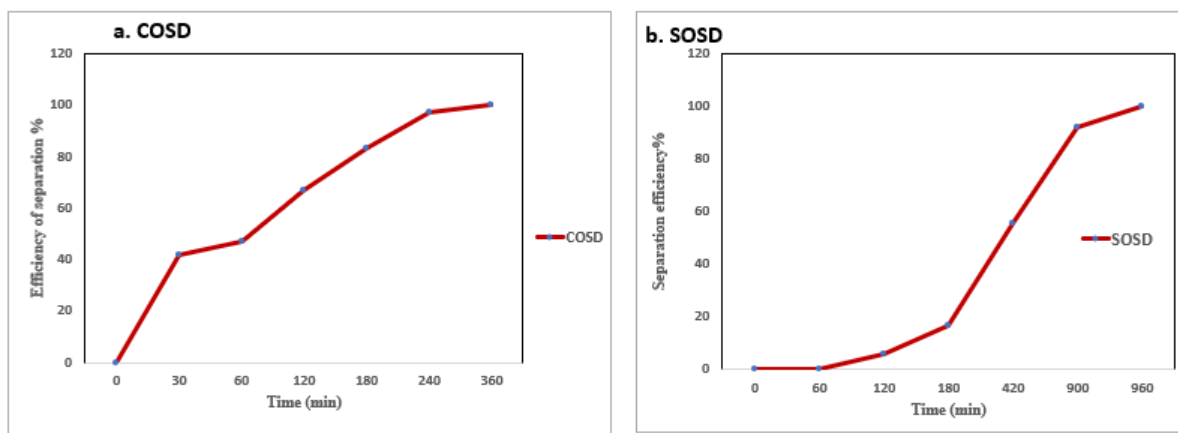 a. COSD
120
100
80
60
40
20
0
Efficiency of separation %
0 30 60 120 180 240 360
Time (min)
COSD
b. SOSD
120
100
80
60
40
20
0
Separation efficiency%
0 60 120 180 420 900 960
Time (min)
SOSD